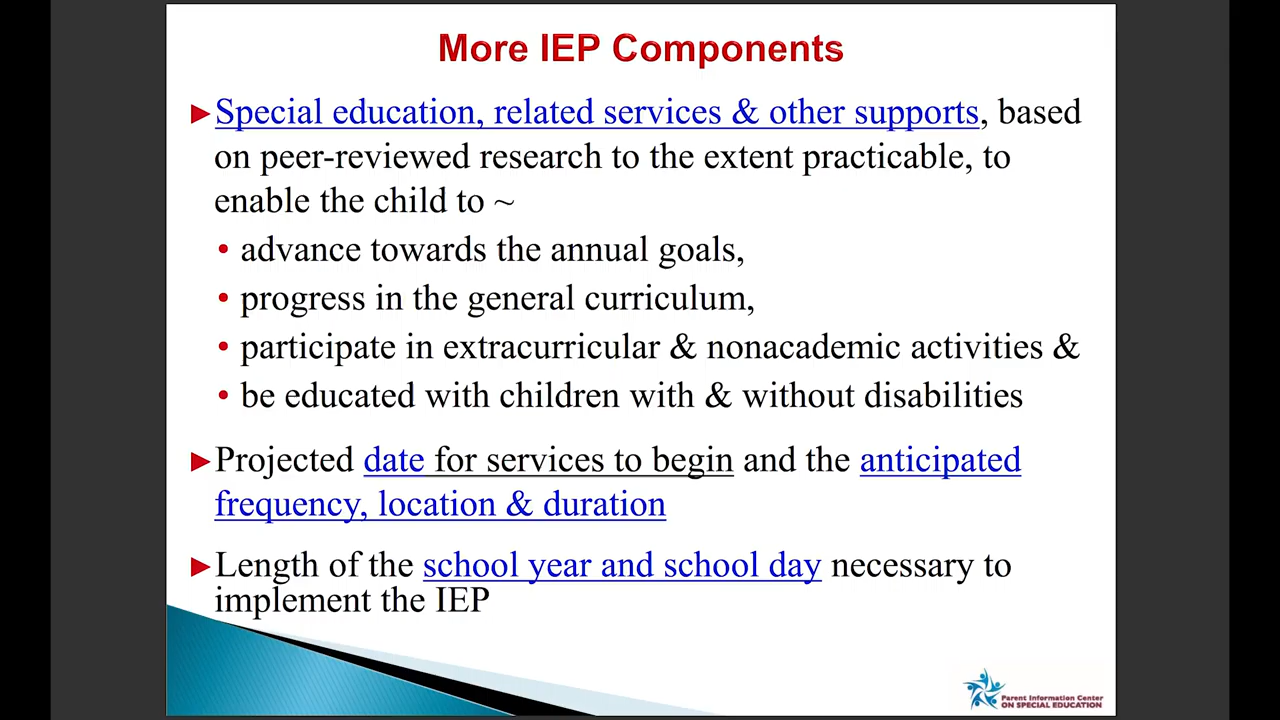 More IEP Components
►Special education, related services & other supports, based
on peer-reviewed research to the extent practicable, to
enable the child to ~
• advance towards the annual goals,
• progress in the general curriculum,
• participate in extracurricular & nonacademic activities &
• be educated with children with & without disabilities
►Projected date for services to begin and the anticipated
frequency, location & duration
►Length of the school year and school day necessary to
implement the IEP
Parent Information Center
ON SPECIAL EDUCATION